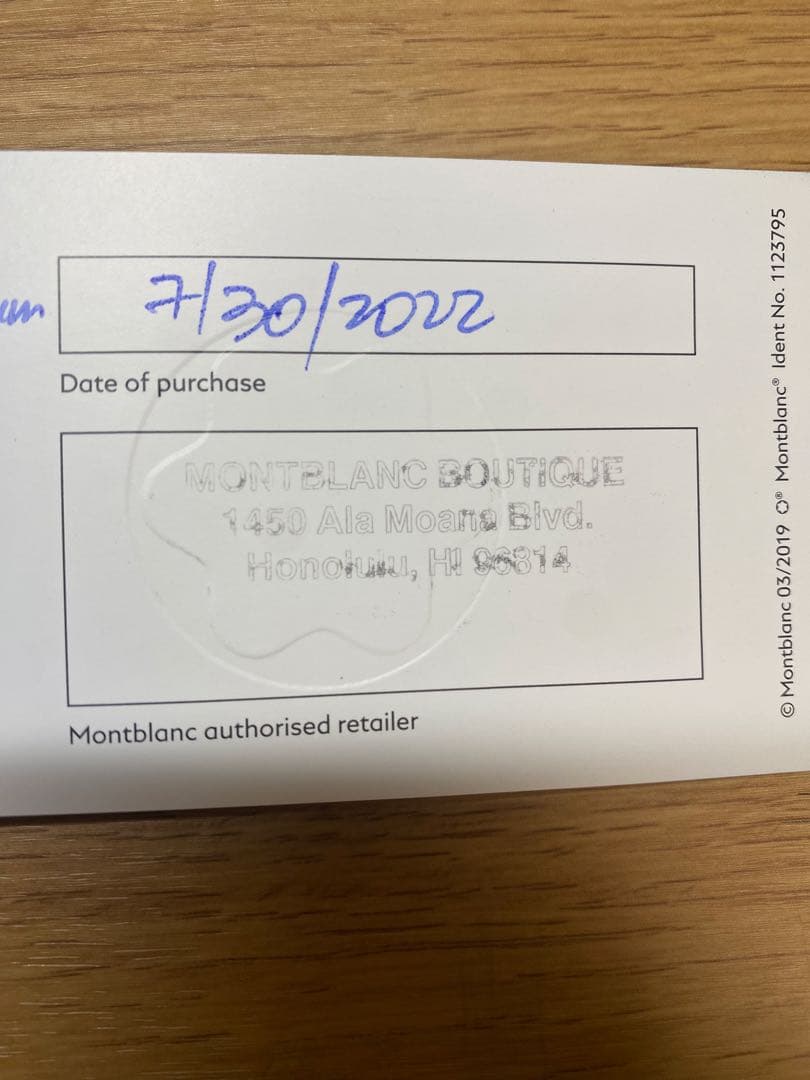 7/30/2022
Date of purchase
MONTBLANC BOUTIQUE
1450 Ala Moana Blvd.
Honolulu, HI 96814
Montblanc authorised retailer
© Montblanc 03/2019 ® Montblanc® Ident No. 1123795